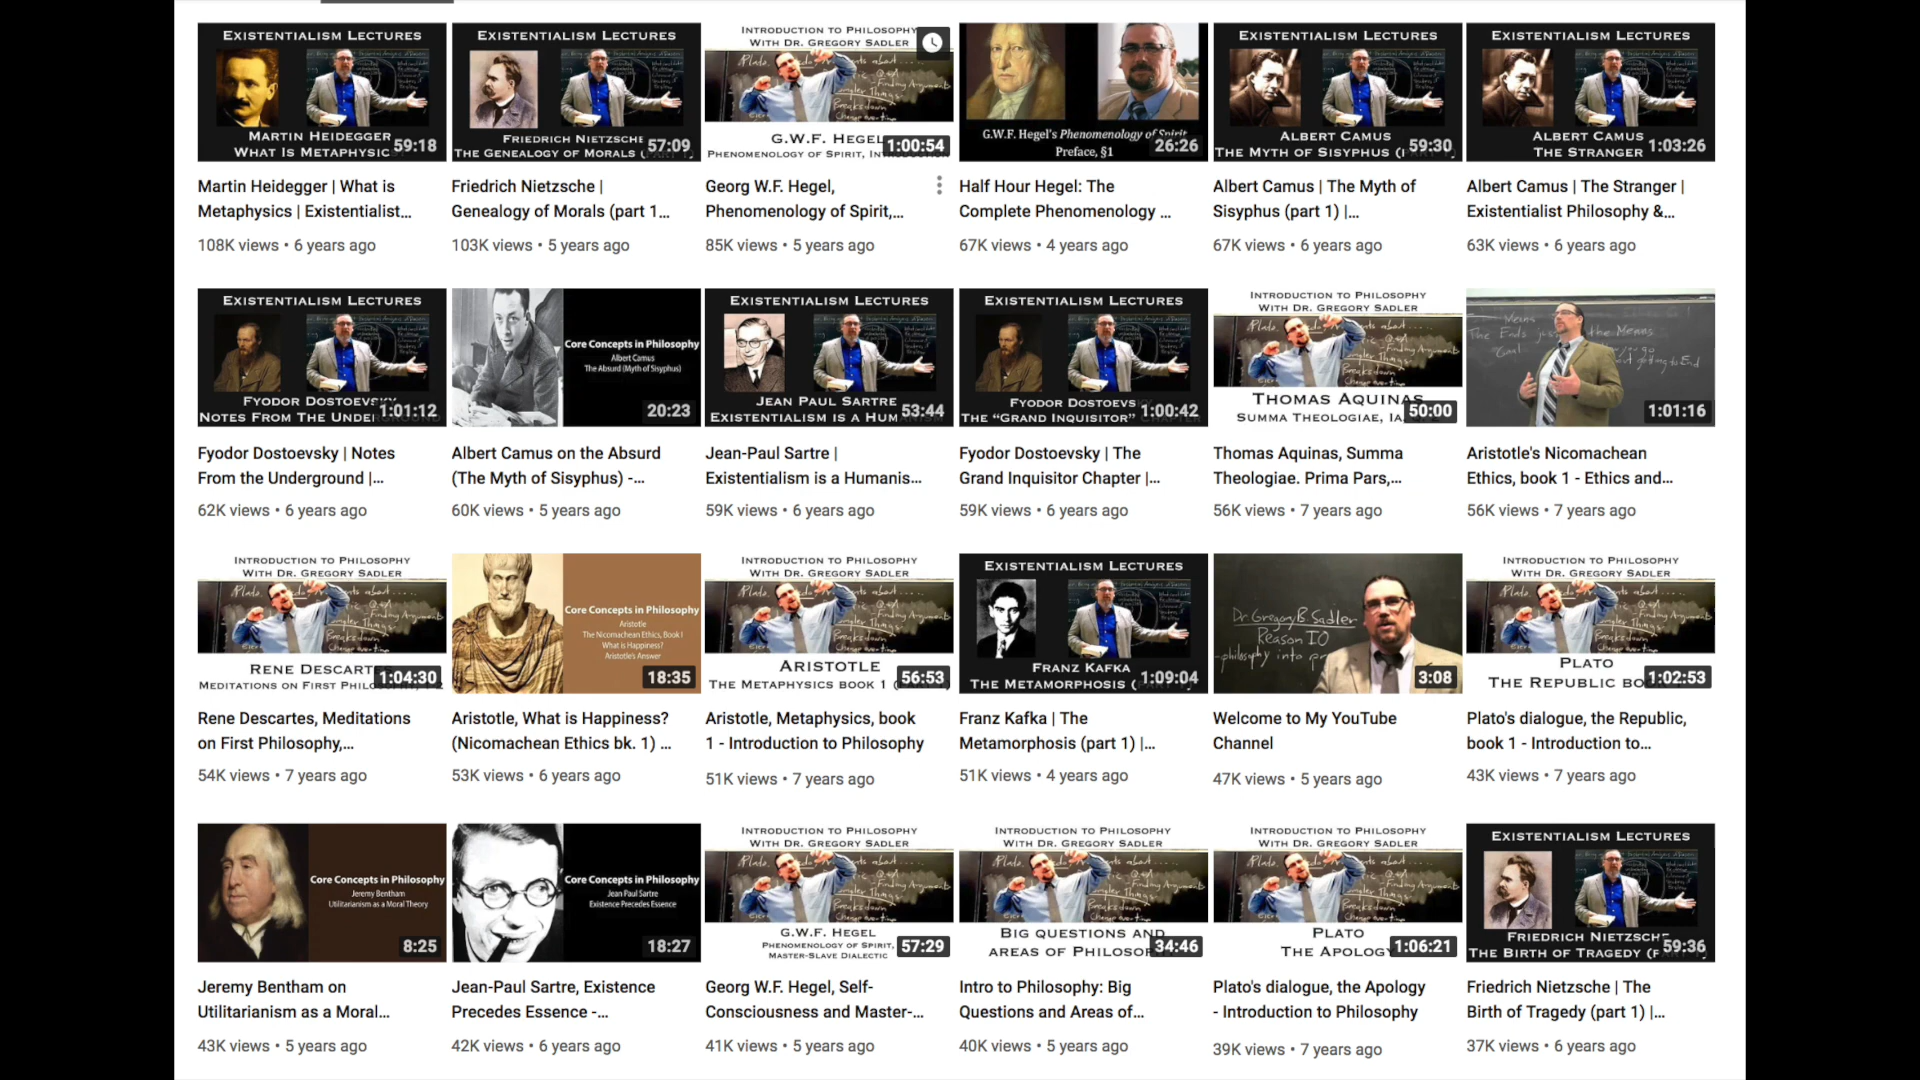 EXISTENTIALISM LECTURES
MARTIN HEIDEGGER
WHAT IS METAPHYSIC
59:18
Martin Heidegger | What is
Metaphysics | Existentialist...
108K views • 6 years ago
EXISTENTIALISM LECTURES
FRIEDRICH NIETZSCHE
THE GENEALOGY OF MORALS (
57:09
Friedrich Nietzsche |
Genealogy of Morals (part 1...
103K views • 5 years ago
INTRODUCTION TO PHILOSOPHY
WITH DR. GREGORY SADLER
G.W.F. HEGEL
PHENOMENOLOGY OF SPIRIT,
1:00:54
Georg W.F. Hegel,
Phenomenology of Spirit,...
85K views • 5 years ago
G.W.F. Hegel's Phenomenology of Spirit
Preface, §1
26:26
Half Hour Hegel: The
Complete Phenomenology ...
67K views • 4 years ago
EXISTENTIALISM LECTURES
ALBERT CAMUS
THE MYTH OF SISYPHUS (
59:30
Albert Camus | The Myth of
Sisyphus (part 1) |...
67K views • 6 years ago
EXISTENTIALISM LECTURES
ALBERT CAMUS
THE STRANGER
1:03:26
Albert Camus | The Stranger |
Existentialist Philosophy &...
63K views • 6 years ago
EXISTENTIALISM LECTURES
FYODOR DOSTOEVSKY
NOTES FROM THE UNDERGROUND
1:01:12
Fyodor Dostoevsky | Notes
From the Underground |...
62K views • 6 years ago
Core Concepts in Philosophy
Albert Camus
The Absurd (Myth of Sisyphus)
20:23
Albert Camus on the Absurd
(The Myth of Sisyphus) -...
60K views • 5 years ago
EXISTENTIALISM LECTURES
JEAN PAUL SARTRE
EXISTENTIALISM IS A HUM
53:44
Jean-Paul Sartre |
Existentialism is a Humanis...
59K views • 6 years ago
EXISTENTIALISM LECTURES
FYODOR DOSTOEVS
THE "GRAND INQUISITOR" CHAPTER
1:00:42
Fyodor Dostoevsky | The
Grand Inquisitor Chapter |...
59K views • 6 years ago
INTRODUCTION TO PHILOSOPHY
WITH DR. GREGORY SADLER
THOMAS AQUINAS
SUMMA THEOLOGIAE, IA
50:00
Thomas Aquinas, Summa
Theologiae. Prima Pars,...
56K views • 7 years ago
Means
The Ends just the Means
Goal
1:01:16
Aristotle's Nicomachean
Ethics, book 1 - Ethics and...
56K views • 7 years ago
INTRODUCTION TO PHILOSOPHY
WITH DR. GREGORY SADLER
RENE DESCARTES
MEDITATIONS ON FIRST PHILO
1:04:30
Rene Descartes, Meditations
on First Philosophy,...
54K views • 7 years ago
Core Concepts in Philosophy
Aristotle
The Nicomachean Ethics, Book I
What is Happiness?
Aristotle's Answer
18:35
Aristotle, What is Happiness?
(Nicomachean Ethics bk. 1) ...
53K views • 6 years ago
INTRODUCTION TO PHILOSOPHY
WITH DR. GREGORY SADLER
ARISTOTLE
THE METAPHYSICS BOOK 1 (
56:53
Aristotle, Metaphysics, book
1 - Introduction to Philosophy
51K views • 7 years ago
EXISTENTIALISM LECTURES
FRANZ KAFKA
THE METAMORPHOSIS (
1:09:04
Franz Kafka | The
Metamorphosis (part 1) |...
51K views • 4 years ago
Dr Gregory B Sadler
Reason IO
philosophy into pr
3:08
Welcome to My YouTube
Channel
47K views • 5 years ago
INTRODUCTION TO PHILOSOPHY
WITH DR. GREGORY SADLER
PLATO
THE REPUBLIC BO
1:02:53
Plato's dialogue, the Republic,
book 1 - Introduction to...
43K views • 7 years ago
Core Concepts in Philosophy
Jeremy Bentham
Utilitarianism as a Moral Theory
8:25
Jeremy Bentham on
Utilitarianism as a Moral...
43K views • 5 years ago
Core Concepts in Philosophy
Jean Paul Sartre
Existence Precedes Essence
18:27
Jean-Paul Sartre, Existence
Precedes Essence -...
42K views • 6 years ago
INTRODUCTION TO PHILOSOPHY
WITH DR. GREGORY SADLER
G.W.F. HEGEL
PHENOMENOLOGY OF SPIRIT,
MASTER-SLAVE DIALECTIC
57:29
Georg W.F. Hegel, Self-
Consciousness and Master-...
41K views • 5 years ago
INTRODUCTION TO PHILOSOPHY
WITH DR. GREGORY SADLER
BIG QUESTIONS AND
AREAS OF PHILOSOP
34:46
Intro to Philosophy: Big
Questions and Areas of...
40K views • 5 years ago
INTRODUCTION TO PHILOSOPHY
WITH DR. GREGORY SADLER
PLATO
THE APOLOGY
1:06:21
Plato's dialogue, the Apology
- Introduction to Philosophy
39K views • 7 years ago
EXISTENTIALISM LECTURES
FRIEDRICH NIETZSCHE
THE BIRTH OF TRAGEDY (
59:36
Friedrich Nietzsche | The
Birth of Tragedy (part 1) |...
37K views • 6 years ago